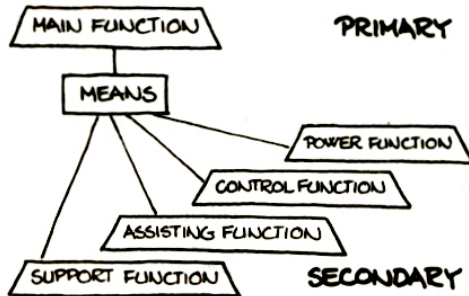 MAIN FUNCTION
PRIMARY
MEANS
POWER FUNCTION
CONTROL FUNCTION
ASSISTING FUNCTION
SUPPORT FUNCTION
SECONDARY